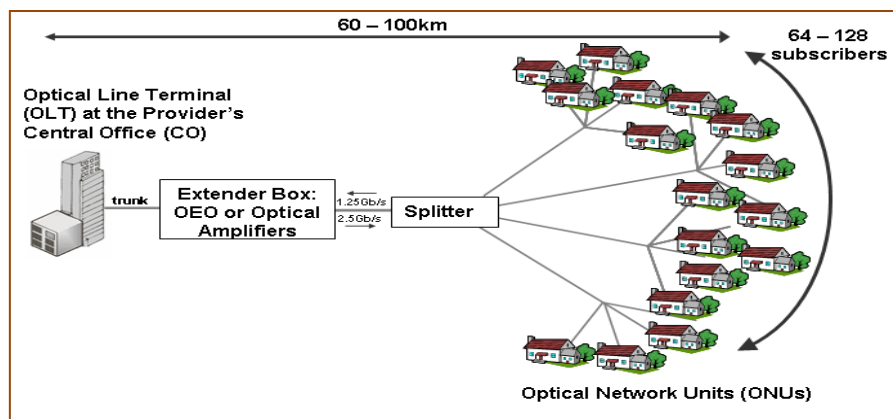 60 – 100km
64 – 128
subscribers
Optical Line Terminal
(OLT) at the Provider's
Central Office (CO)
trunk
Extender Box:
OEO or Optical
Amplifiers
1.25Gb/s
2.5Gb/s
Splitter
Optical Network Units (ONUs)